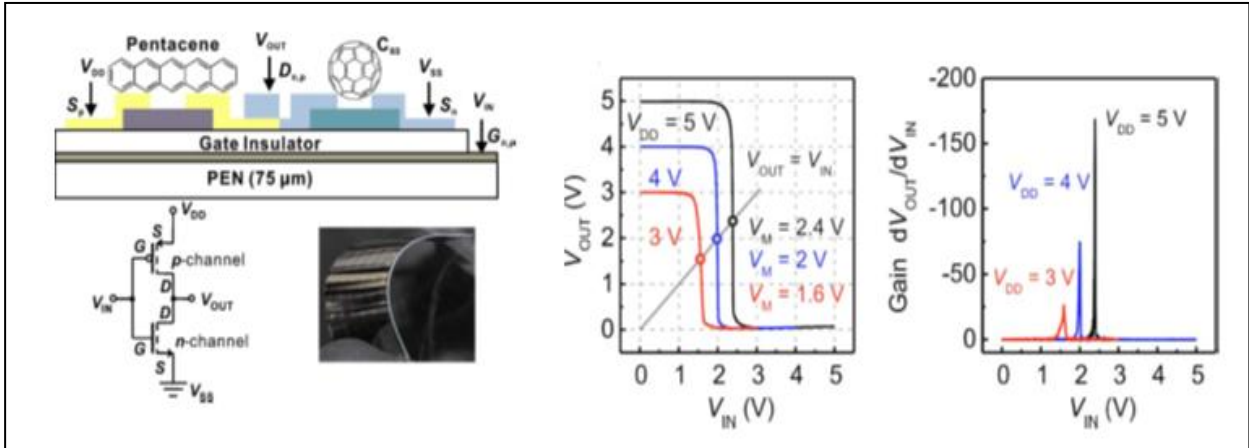 Pentacene
V_OUT
C₆₀
V_DD
D_n,p
V_SS
V_IN
S_p
S_n
G_n,p
Gate Insulator
PEN (75 µm)
V_DD
S
G
p-channel
D
V_IN
V_OUT
D
G
n-channel
S
V_SS
V_OUT (V)
5
4
3
2
1
0
V_DD = 5 V
4 V
3 V
V_OUT = V_IN
V_M = 2.4 V
V_M = 2 V
V_M = 1.6 V
0 1 2 3 4 5
V_IN (V)
Gain dV_OUT/dV_IN
-200
-150
-100
-50
0
V_DD = 5 V
V_DD = 4 V
V_DD = 3 V
0 1 2 3 4 5
V_IN (V)